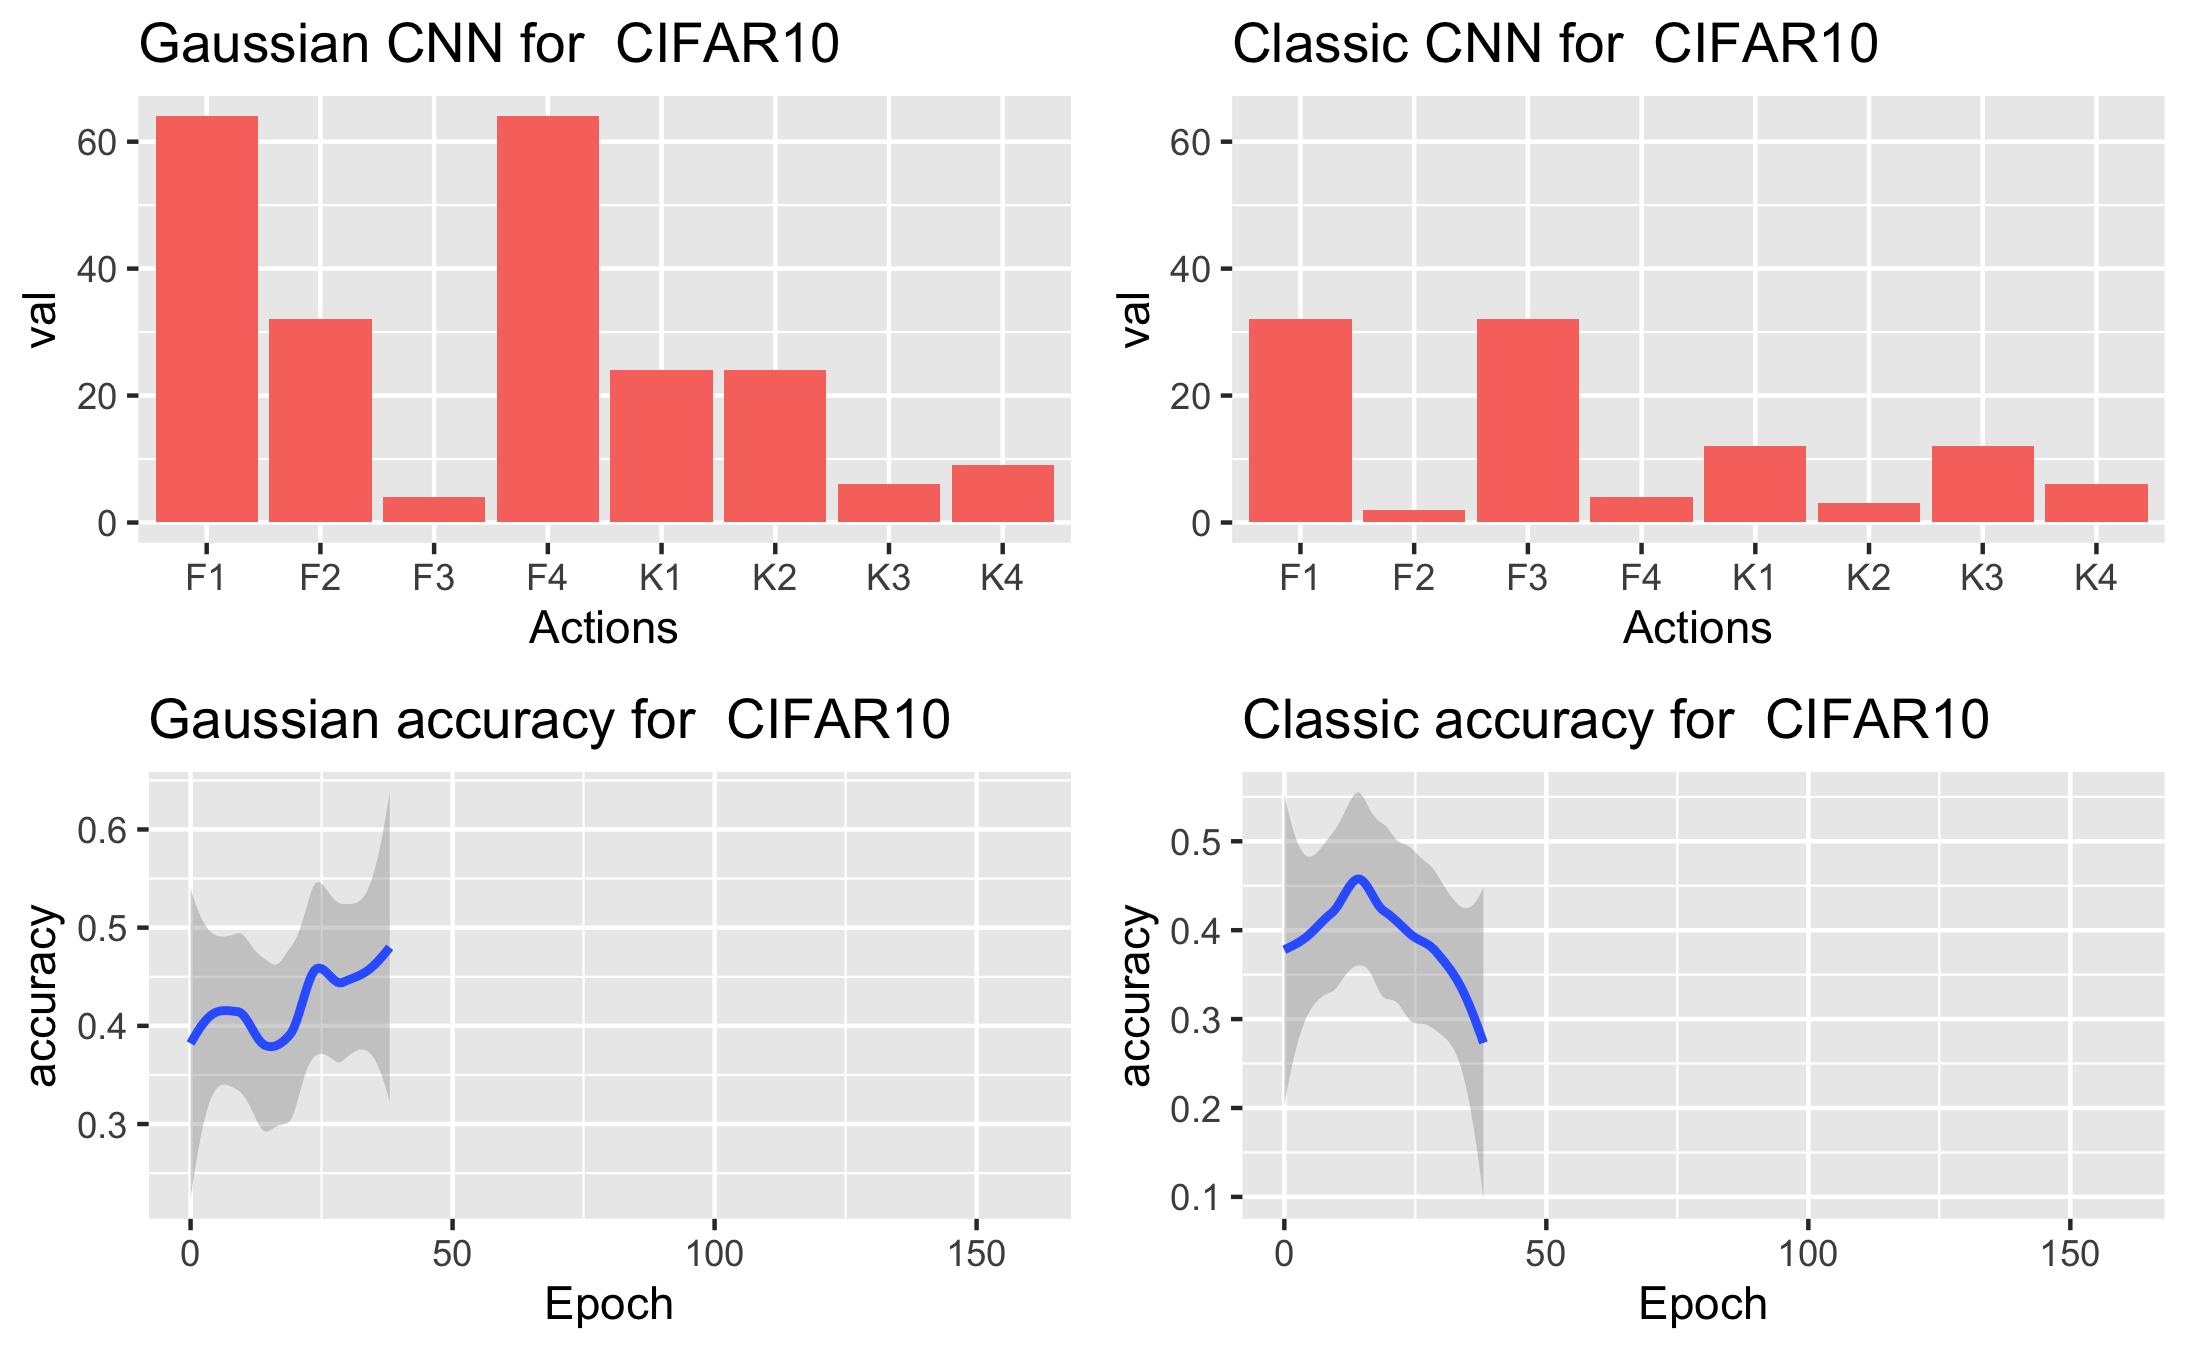 Gaussian CNN for  CIFAR10
val
60
40
20
0
F1 F2 F3 F4 K1 K2 K3 K4
Actions
Classic CNN for  CIFAR10
val
60
40
20
0
F1 F2 F3 F4 K1 K2 K3 K4
Actions
Gaussian accuracy for  CIFAR10
accuracy
0.6
0.5
0.4
0.3
0 50 100 150
Epoch
Classic accuracy for  CIFAR10
accuracy
0.5
0.4
0.3
0.2
0.1
0 50 100 150
Epoch